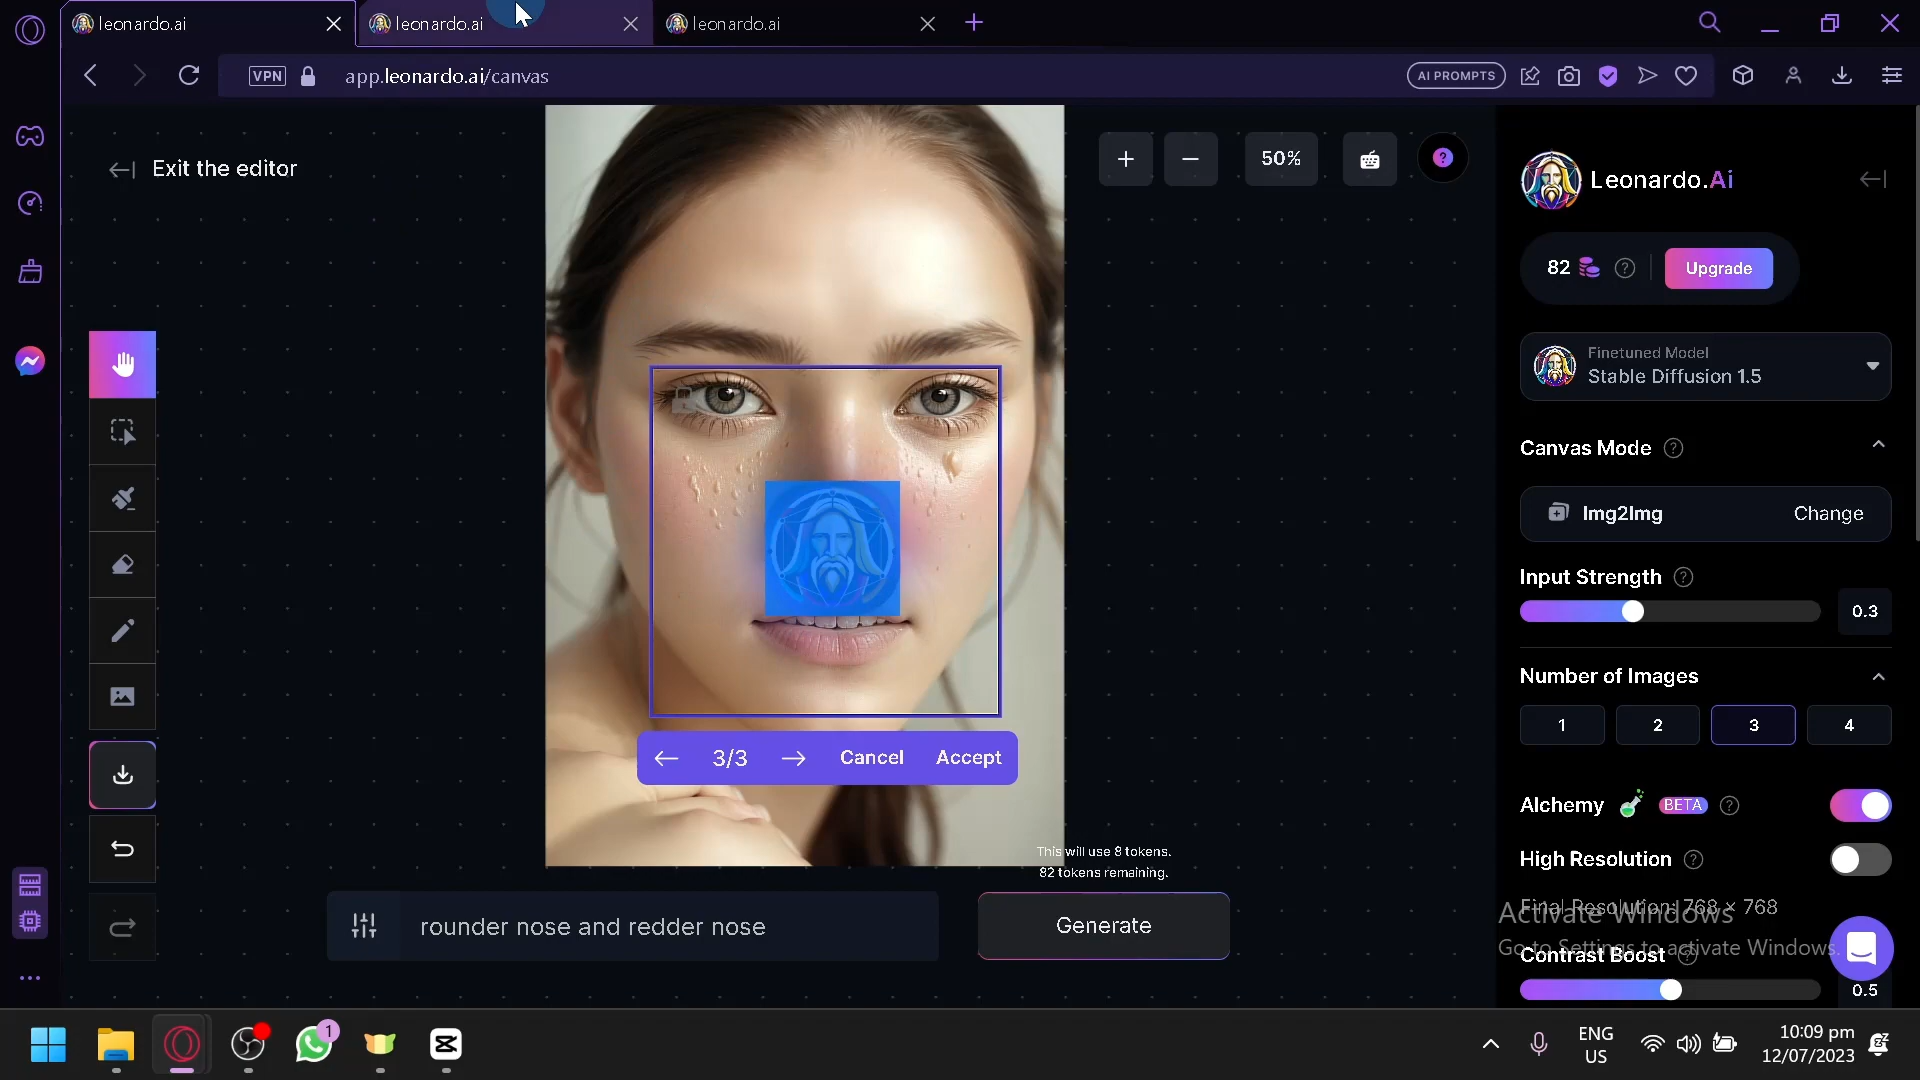 leonardo.ai
leonardo.ai
leonardo.ai
VPN
app.leonardo.ai/canvas
AI PROMPTS
Exit the editor
50%
Leonardo.Ai
82
Upgrade
Finetuned Model
Stable Diffusion 1.5
Canvas Mode
Img2Img
Change
Input Strength
0.3
Number of Images
1
2
3
4
3/3
Cancel
Accept
Alchemy
BETA
High Resolution
This will use 8 tokens.
82 tokens remaining.
Final Resolution: 768 × 768
Activate Windows
Go to Settings to activate Windows.
Contrast Boost
0.5
rounder nose and redder nose
Generate
1
ENG
US
10:09 pm
12/07/2023